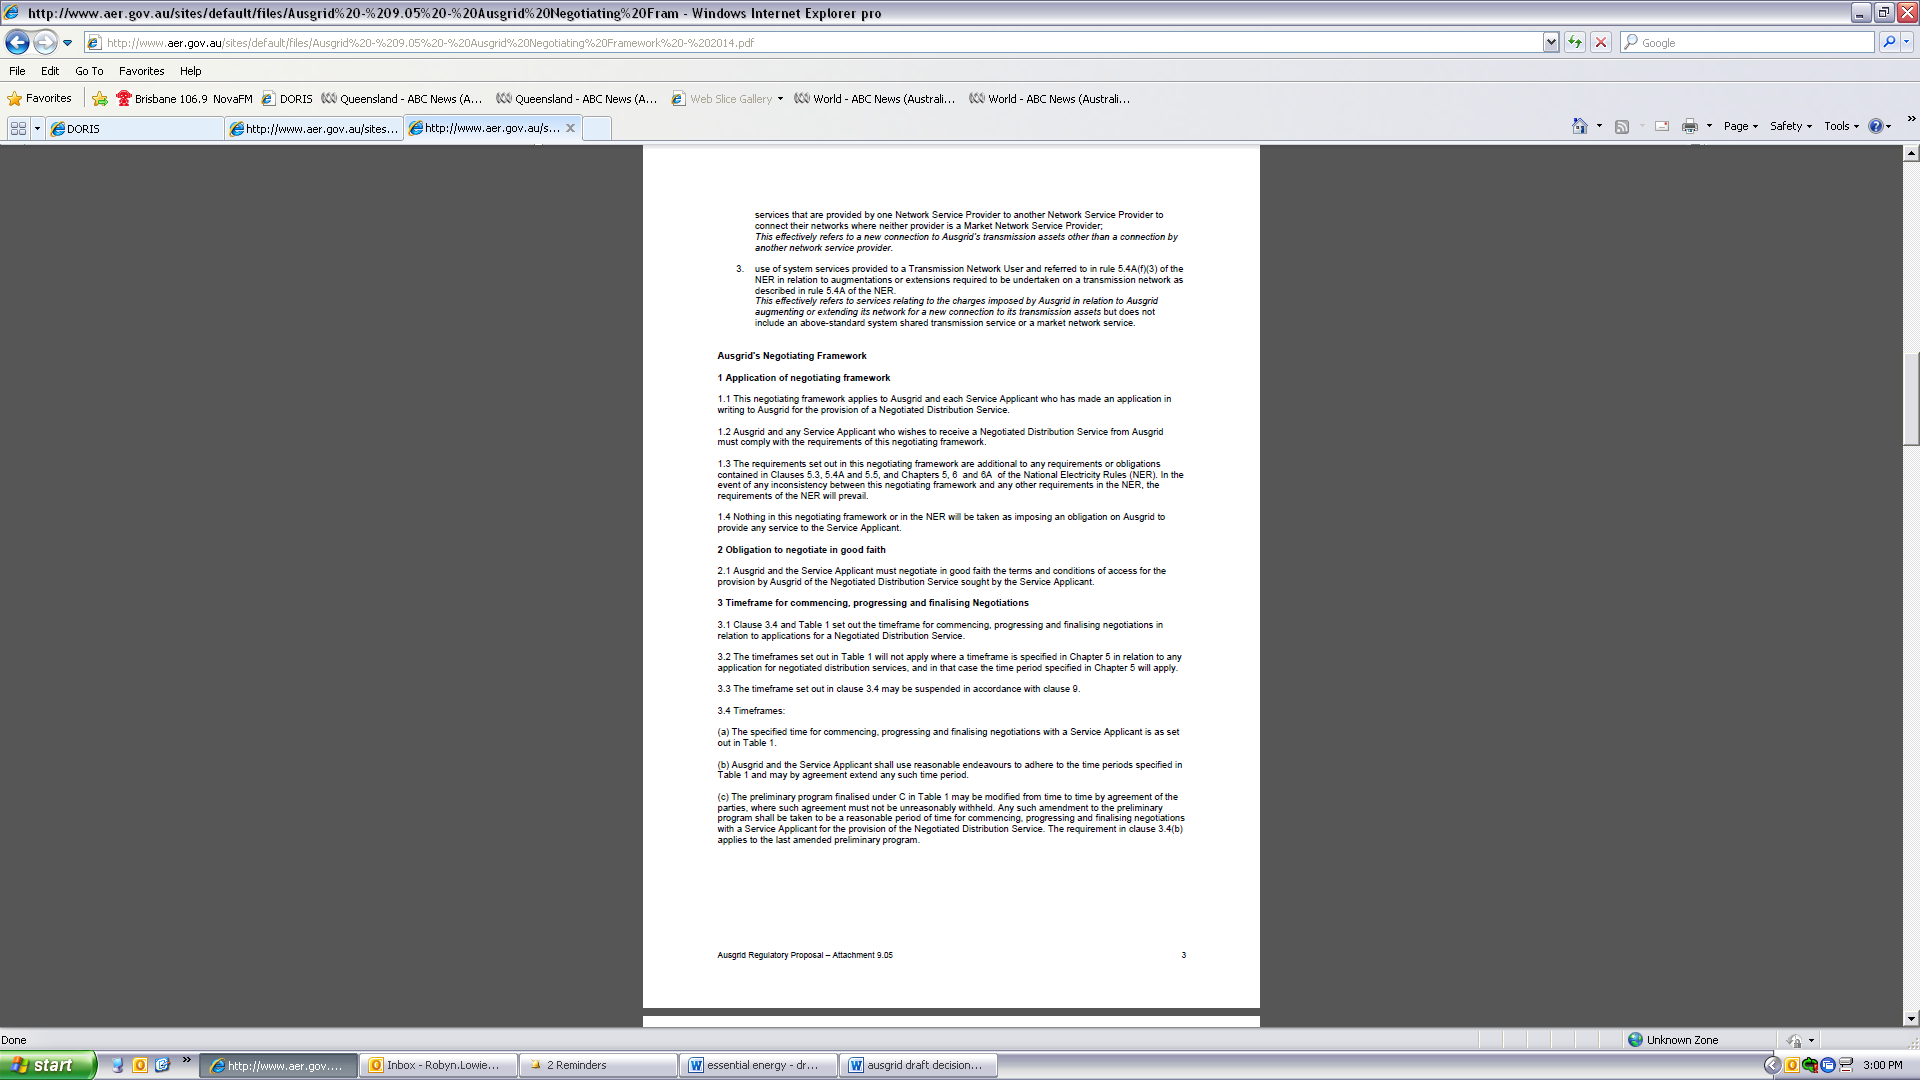 http://www.aer.gov.au/sites/default/files/Ausgrid%20-%209.05%20-%20Ausgrid%20Negotiating%20Fram - Windows Internet Explorer pro
http://www.aer.gov.au/sites/default/files/Ausgrid%20-%209.05%20-%20Ausgrid%20Negotiating%20Framework%20-%202014.pdf
Google
File Edit Go To Favorites Help
Favorites Brisbane 106.9 NovaFM DORIS Queensland - ABC News (A... Queensland - ABC News (A... Web Slice Gallery World - ABC News (Australi... World - ABC News (Australi...
DORIS http://www.aer.gov.au/sites... http://www.aer.gov.au/s... Page Safety Tools
services that are provided by one Network Service Provider to another Network Service Provider to
connect their networks where neither provider is a Market Network Service Provider;
This effectively refers to a new connection to Ausgrid's transmission assets other than a connection by
another network service provider.
3. use of system services provided to a Transmission Network User and referred to in rule 5.4A(f)(3) of the
NER in relation to augmentations or extensions required to be undertaken on a transmission network as
described in rule 5.4A of the NER.
This effectively refers to services relating to the charges imposed by Ausgrid in relation to Ausgrid
augmenting or extending its network for a new connection to its transmission assets but does not
include an above-standard system shared transmission service or a market network service.
Ausgrid's Negotiating Framework
1 Application of negotiating framework
1.1 This negotiating framework applies to Ausgrid and each Service Applicant who has made an application in
writing to Ausgrid for the provision of a Negotiated Distribution Service.
1.2 Ausgrid and any Service Applicant who wishes to receive a Negotiated Distribution Service from Ausgrid
must comply with the requirements of this negotiating framework.
1.3 The requirements set out in this negotiating framework are additional to any requirements or obligations
contained in Clauses 5.3, 5.4A and 5.5, and Chapters 5, 6 and 6A of the National Electricity Rules (NER). In the
event of any inconsistency between this negotiating framework and any other requirements in the NER, the
requirements of the NER will prevail.
1.4 Nothing in this negotiating framework or in the NER will be taken as imposing an obligation on Ausgrid to
provide any service to the Service Applicant.
2 Obligation to negotiate in good faith
2.1 Ausgrid and the Service Applicant must negotiate in good faith the terms and conditions of access for the
provision by Ausgrid of the Negotiated Distribution Service sought by the Service Applicant.
3 Timeframe for commencing, progressing and finalising Negotiations
3.1 Clause 3.4 and Table 1 set out the timeframe for commencing, progressing and finalising negotiations in
relation to applications for a Negotiated Distribution Service.
3.2 The timeframes set out in Table 1 will not apply where a timeframe is specified in Chapter 5 in relation to any
application for negotiated distribution services, and in that case the time period specified in Chapter 5 will apply.
3.3 The timeframe set out in clause 3.4 may be suspended in accordance with clause 9.
3.4 Timeframes:
(a) The specified time for commencing, progressing and finalising negotiations with a Service Applicant is as set
out in Table 1.
(b) Ausgrid and the Service Applicant shall use reasonable endeavours to adhere to the time periods specified in
Table 1 and may by agreement extend any such time period.
(c) The preliminary program finalised under C in Table 1 may be modified from time to time by agreement of the
parties, where such agreement must not be unreasonably withheld. Any such amendment to the preliminary
program shall be taken to be a reasonable period of time for commencing, progressing and finalising negotiations
with a Service Applicant for the provision of the Negotiated Distribution Service. The requirement in clause 3.4(b)
applies to the last amended preliminary program.
Ausgrid Regulatory Proposal – Attachment 9.05 3
Done Unknown Zone
start http://www.aer.gov.... Inbox - Robyn.Lowie... 2 Reminders essential energy - dr... ausgrid draft decision... 3:00 PM